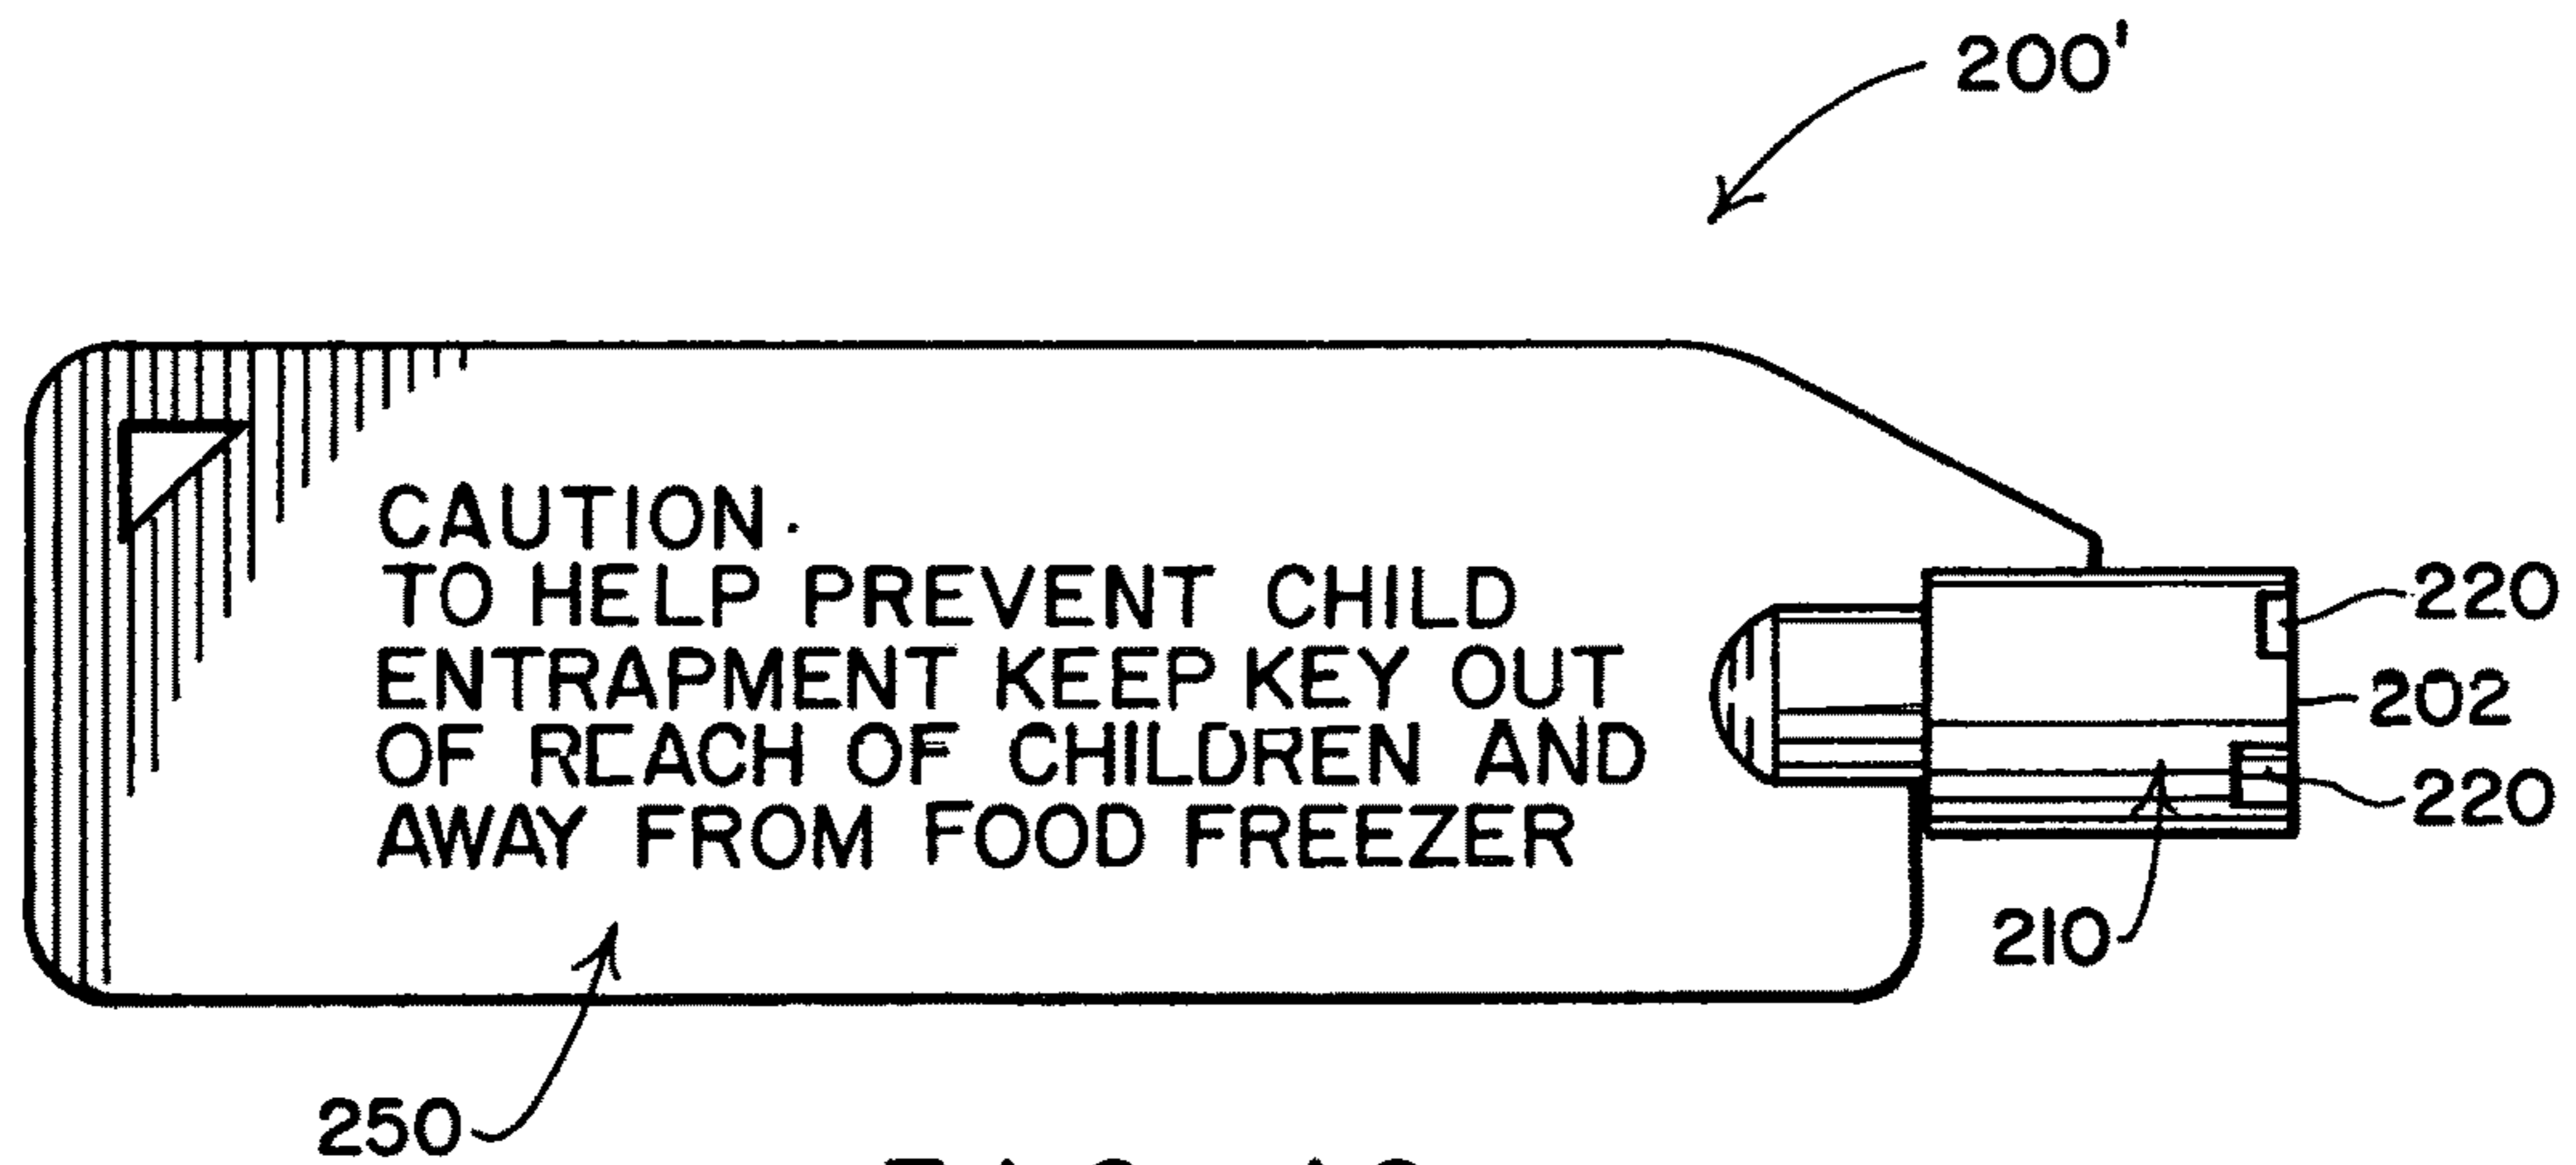 200'
CAUTION.
TO HELP PREVENT CHILD
ENTRAPMENT KEEP KEY OUT
OF REACH OF CHILDREN AND
AWAY FROM FOOD FREEZER
220
202
220
210
250